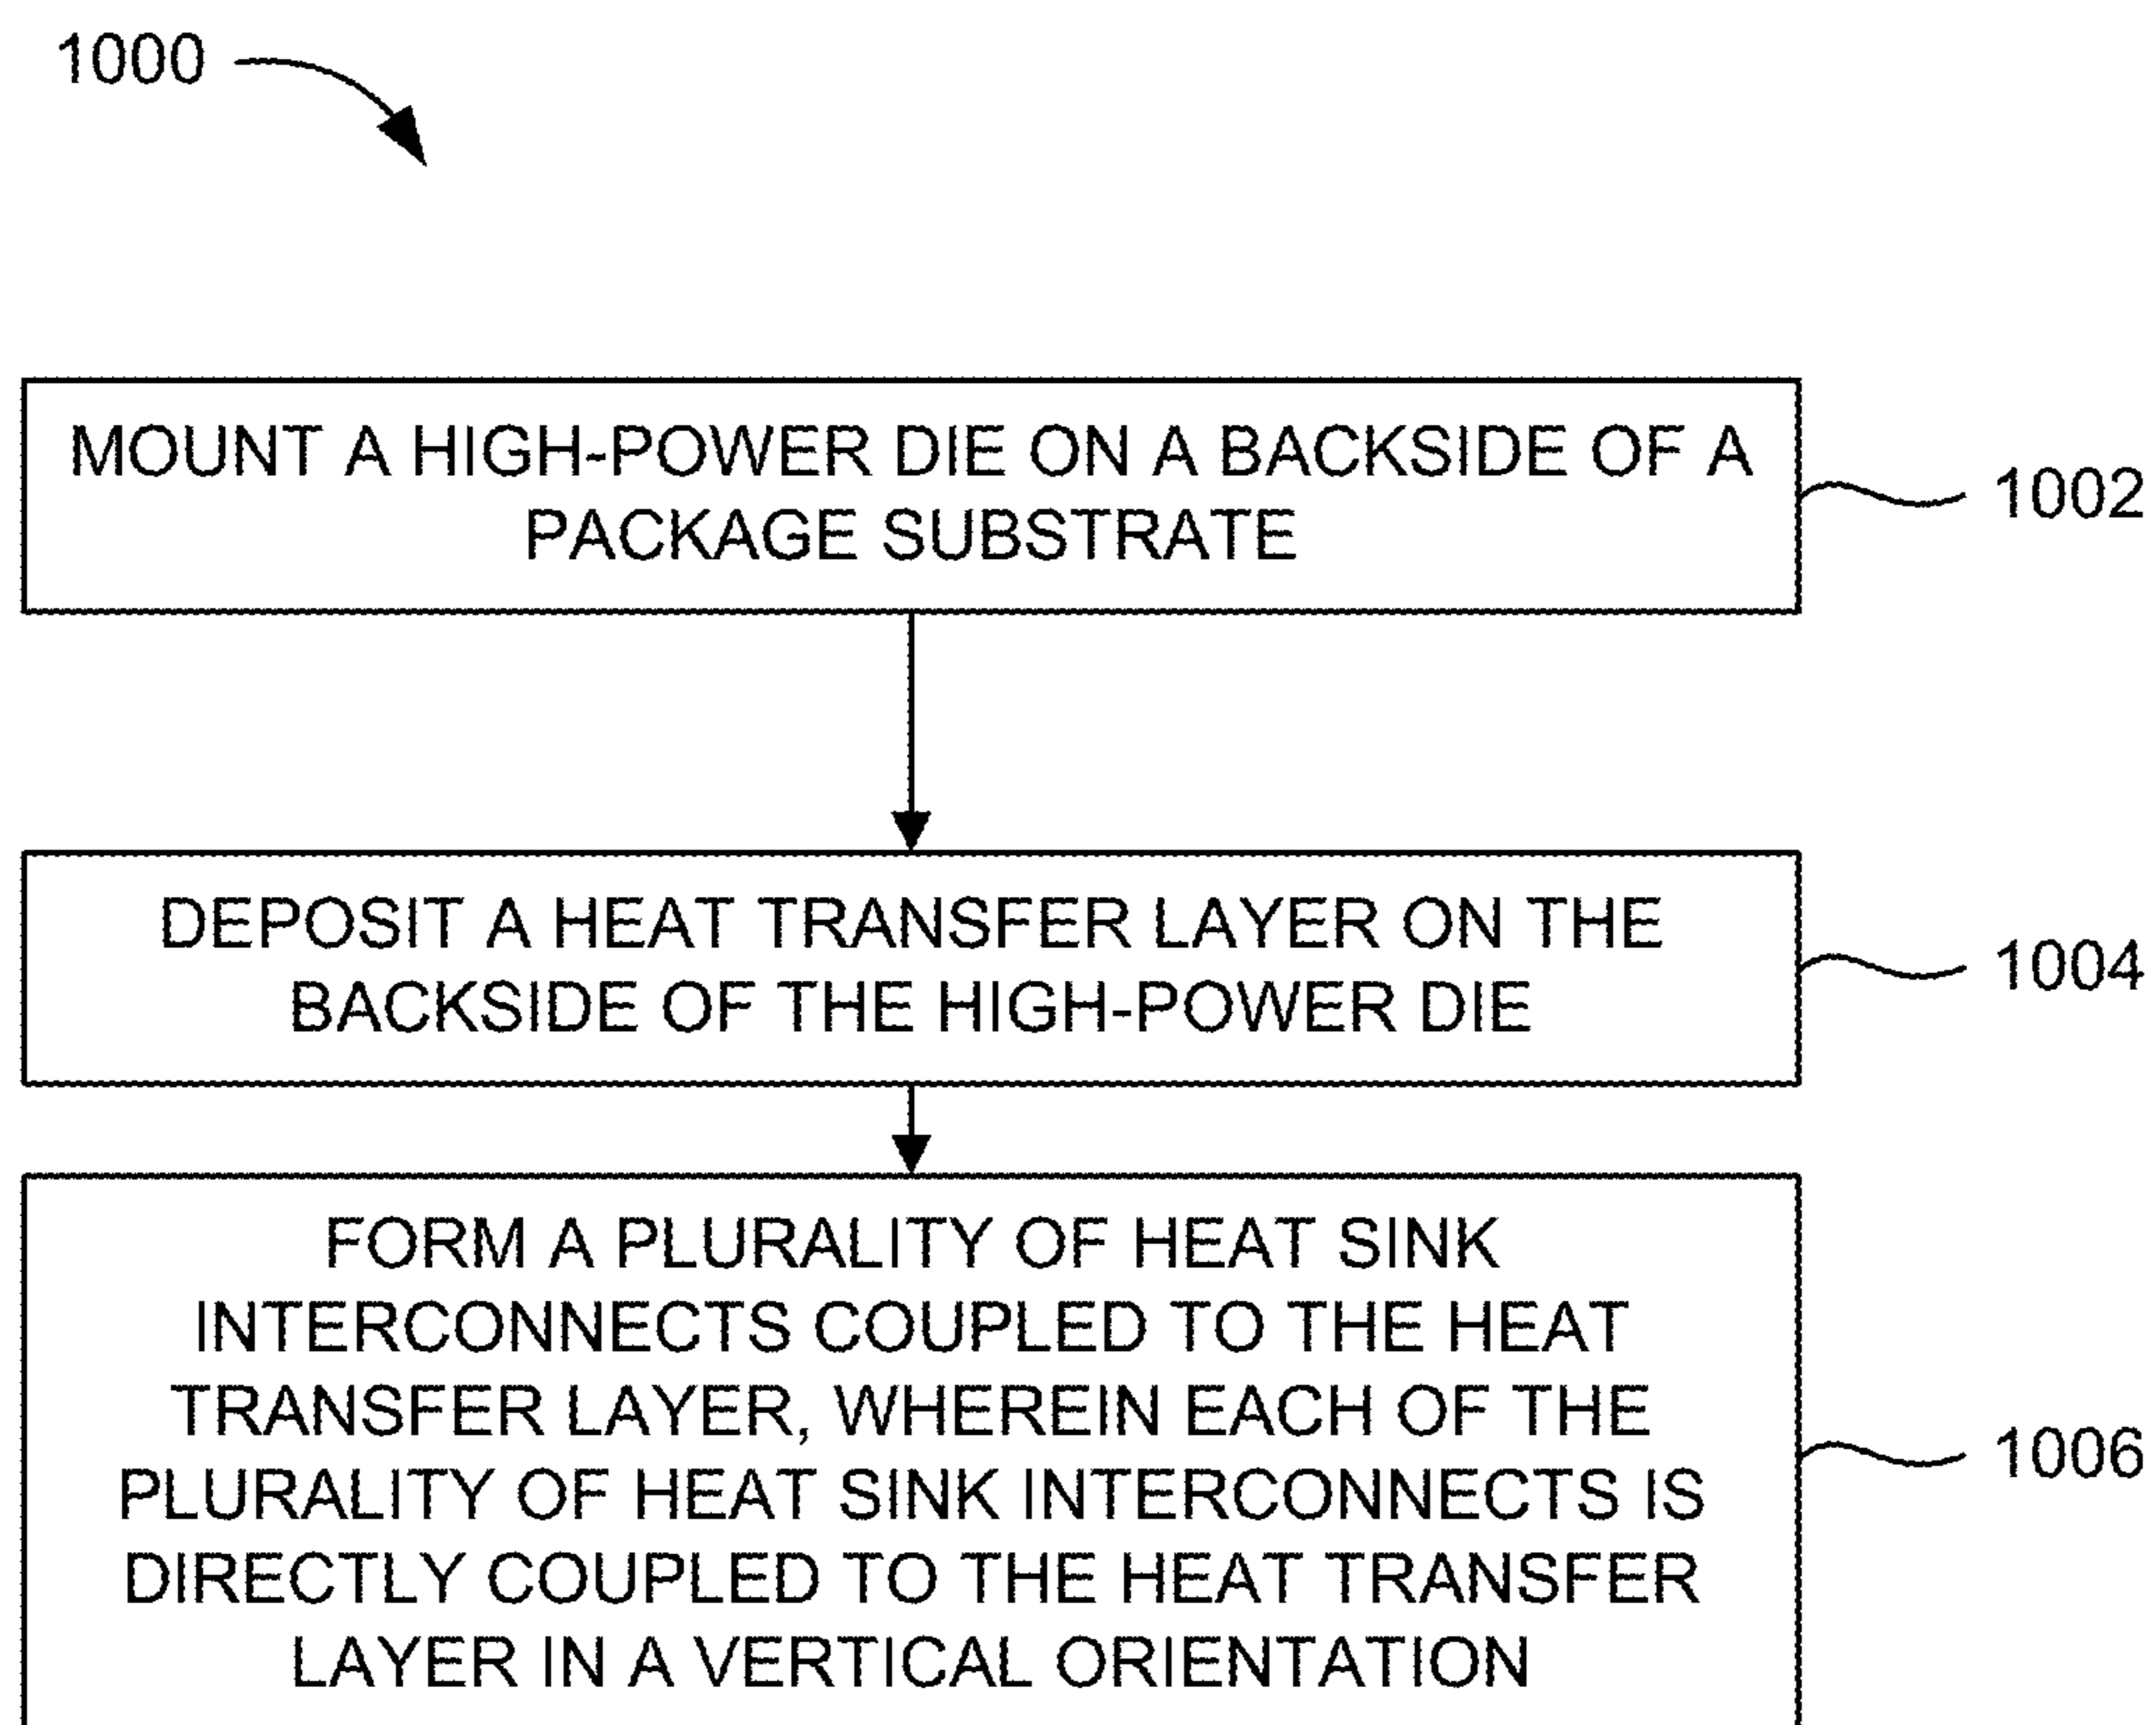 1000
MOUNT A HIGH-POWER DIE ON A BACKSIDE OF A
PACKAGE SUBSTRATE
1002
DEPOSIT A HEAT TRANSFER LAYER ON THE
BACKSIDE OF THE HIGH-POWER DIE
1004
FORM A PLURALITY OF HEAT SINK
INTERCONNECTS COUPLED TO THE HEAT
TRANSFER LAYER, WHEREIN EACH OF THE
PLURALITY OF HEAT SINK INTERCONNECTS IS
DIRECTLY COUPLED TO THE HEAT TRANSFER
LAYER IN A VERTICAL ORIENTATION
1006